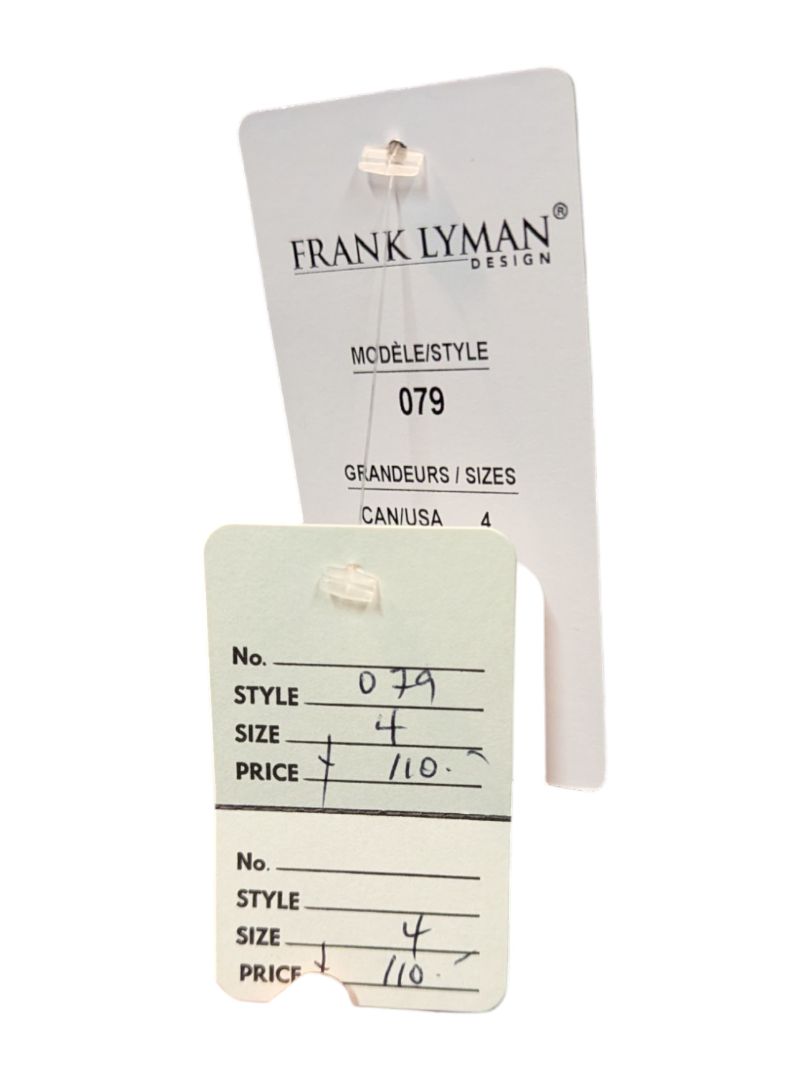 FRANK LYMAN®
DESIGN
MODÈLE/STYLE
079
GRANDEURS / SIZES
CAN/USA 4
No.
STYLE 079
SIZE 4
PRICE $ 110.-
No.
STYLE
SIZE 4
PRICE $ 110.-